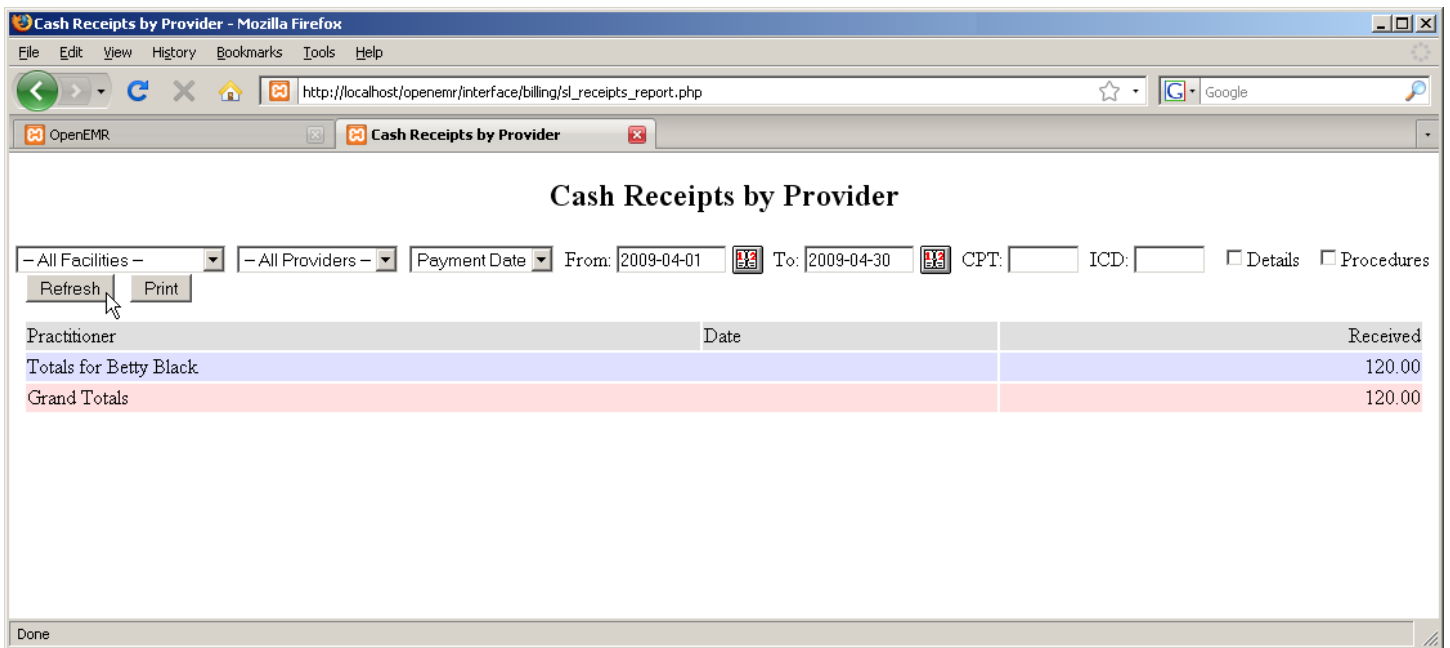 Cash Receipts by Provider - Mozilla Firefox
File Edit View History Bookmarks Tools Help
http://localhost/openemr/interface/billing/sl_receipts_report.php G Google
OpenEMR Cash Receipts by Provider
Cash Receipts by Provider
-- All Facilities -- -- All Providers -- Payment Date From: 2009-04-01 To: 2009-04-30 CPT: ICD: Details Procedures
Refresh Print
Practitioner Date Received
Totals for Betty Black 120.00
Grand Totals 120.00
Done